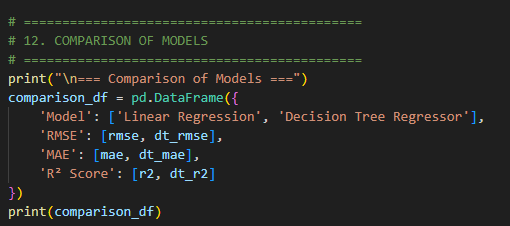 # ===========================================
# 12. COMPARISON OF MODELS
# ===========================================
print("\n=== Comparison of Models ===")
comparison_df = pd.DataFrame({
    'Model': ['Linear Regression', 'Decision Tree Regressor'],
    'RMSE': [rmse, dt_rmse],
    'MAE': [mae, dt_mae],
    'R² Score': [r2, dt_r2]
})
print(comparison_df)